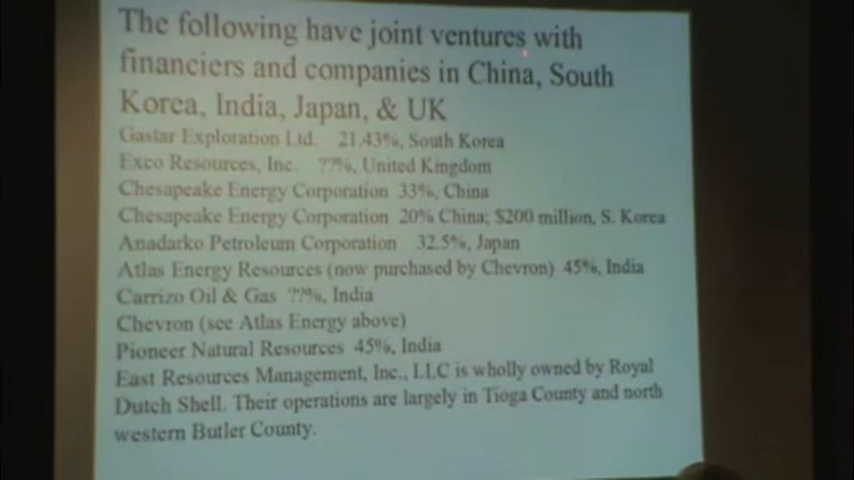 The following have joint ventures with
financiers and companies in China, South
Korea, India, Japan, & UK
Gastar Exploration Ltd. 21.43%, South Korea
Exco Resources, Inc. ??%, United Kingdom
Chesapeake Energy Corporation 33%, China
Chesapeake Energy Corporation 20% China; $200 million, S. Korea
Anadarko Petroleum Corporation 32.5%, Japan
Atlas Energy Resources (now purchased by Chevron) 45%, India
Carrizo Oil & Gas ??%, India
Chevron (see Atlas Energy above)
Pioneer Natural Resources 45%, India
East Resources Management, Inc., LLC is wholly owned by Royal
Dutch Shell. Their operations are largely in Tioga County and north
western Butler County.